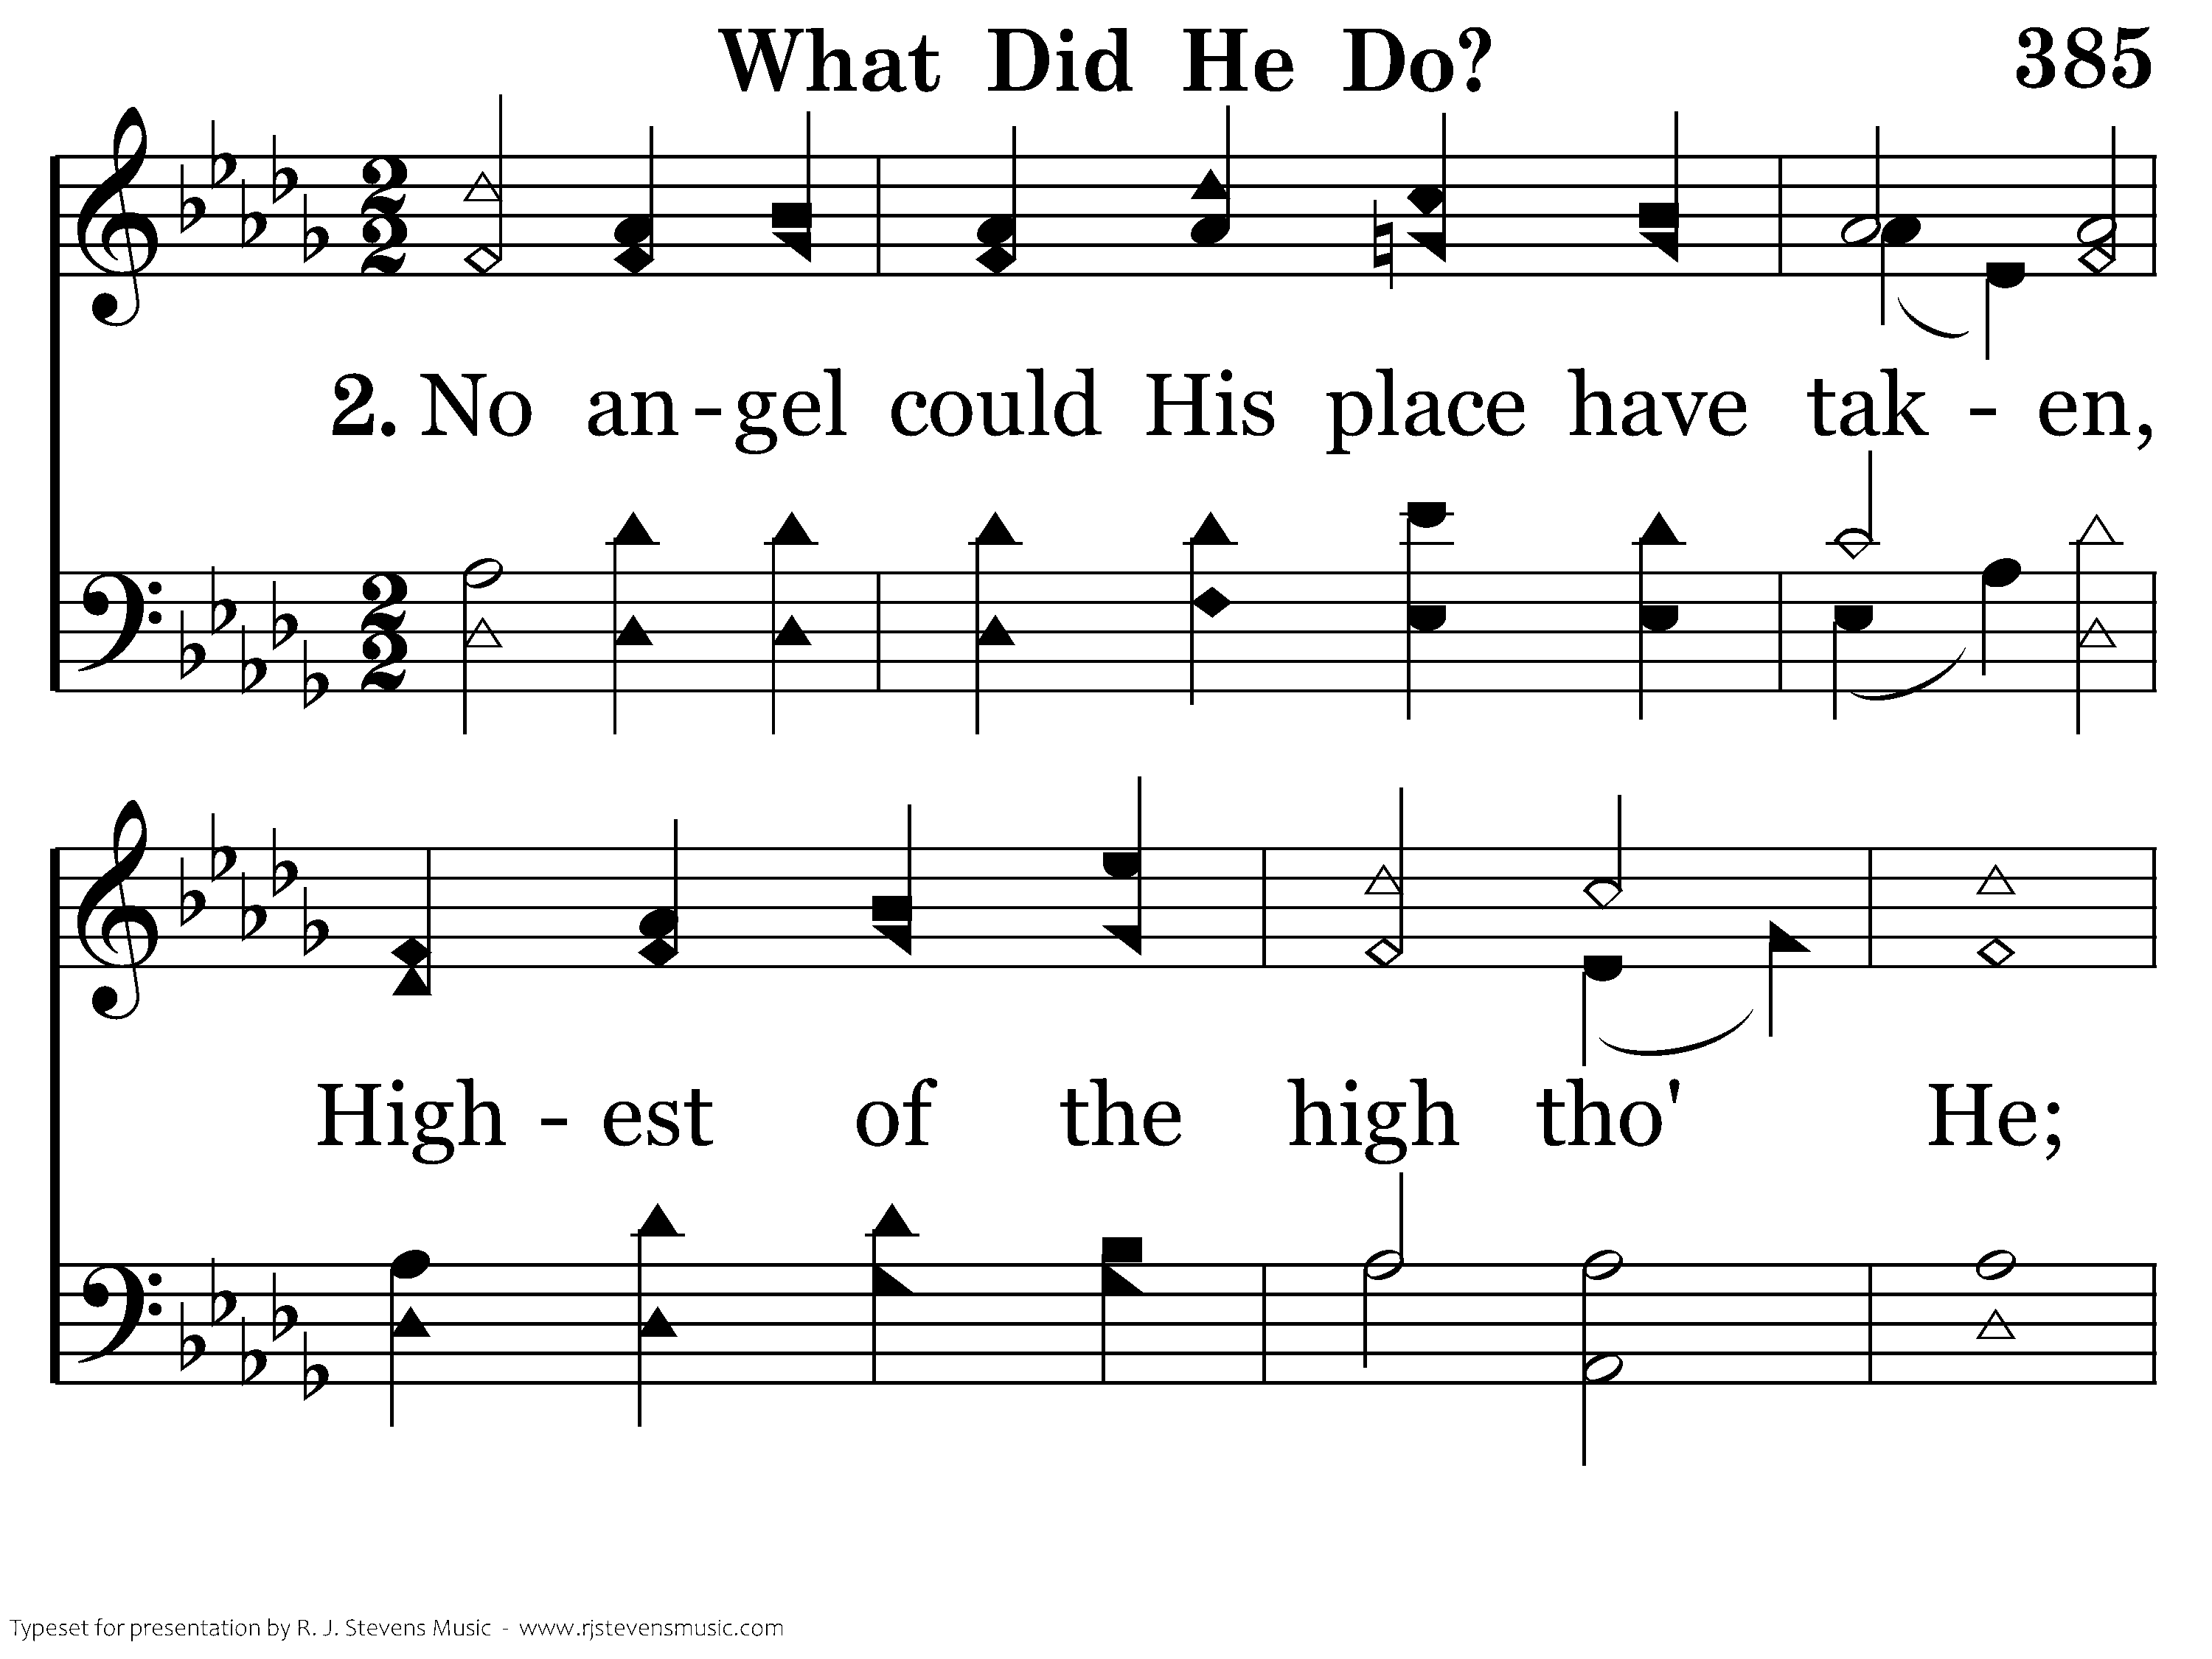 What Did He Do? 385
2. No an - gel could His place have tak - en,
High - est of the high tho' He;
Typeset for presentation by R. J. Stevens Music - www.rjstevensmusic.com